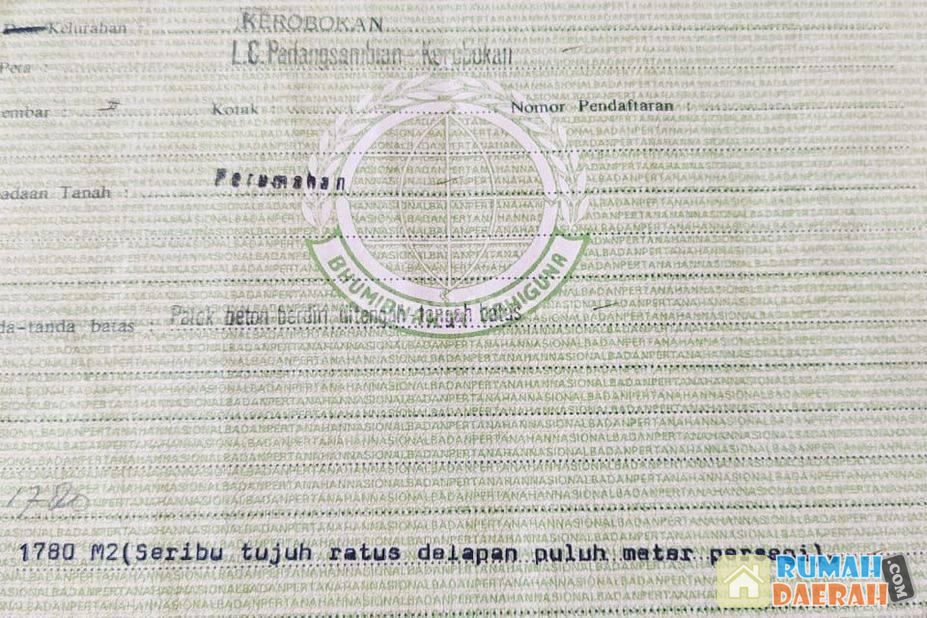 Desa Kelurahan : KEROBOKAN
Peta : L.C. Padangsambian - Kerobokan
embar : I Kotak : Nomor Pendaftaran :
adaan Tanah : Perumahan
BHUMIBHAKTI ADHIGUNA
da-tanda batas : Patok beton berdiri ditengah tengah batas
1780
1780 M2(Seribu tujuh ratus delapan puluh meter persegi)
RUMAH
DAERAH.COM